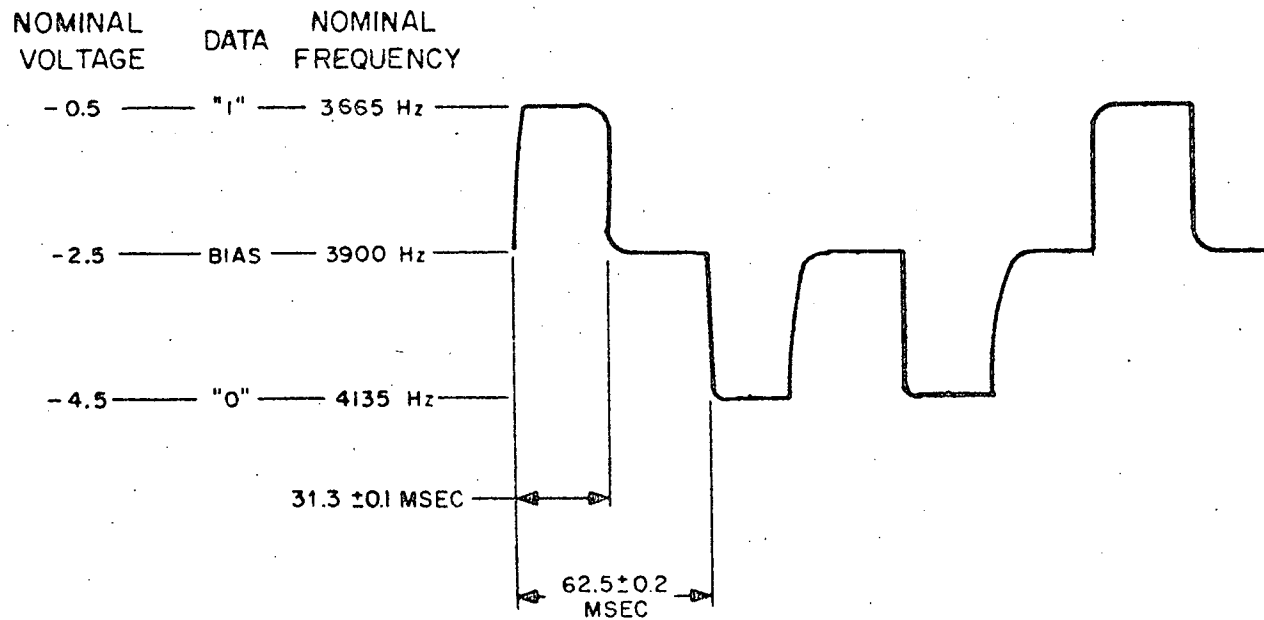 NOMINAL VOLTAGE DATA NOMINAL FREQUENCY
-0.5 "1" 3665 Hz
-2.5 BIAS 3900 Hz
-4.5 "0" 4135 Hz
31.3 ±0.1 MSEC
62.5±0.2
MSEC